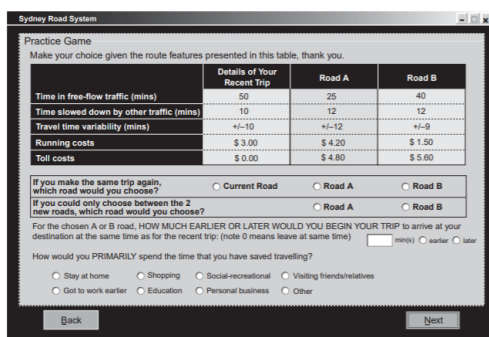 Sydney Road System
Practice Game
Make your choice given the route features presented in this table, thank you.
Details of Your Recent Trip Road A Road B
Time in free-flow traffic (mins) 50 25 40
Time slowed down by other traffic (mins) 10 12 12
Travel time variability (mins) +/–10 +/–12 +/–9
Running costs $ 3.00 $ 4.20 $ 1.50
Toll costs $ 0.00 $ 4.80 $ 5.60
If you make the same trip again,
which road would you choose? Current Road Road A Road B
If you could only choose between the 2
new roads, which road would you choose? Road A Road B
For the chosen A or B road, HOW MUCH EARLIER OR LATER WOULD YOU BEGIN YOUR TRIP to arrive at your
destination at the same time as for the recent trip: (note 0 means leave at same time) min(s) earlier later
How would you PRIMARILY spend the time that you have saved travelling?
Stay at home Shopping Social-recreational Visiting friends/relatives
Got to work earlier Education Personal business Other
Back Next